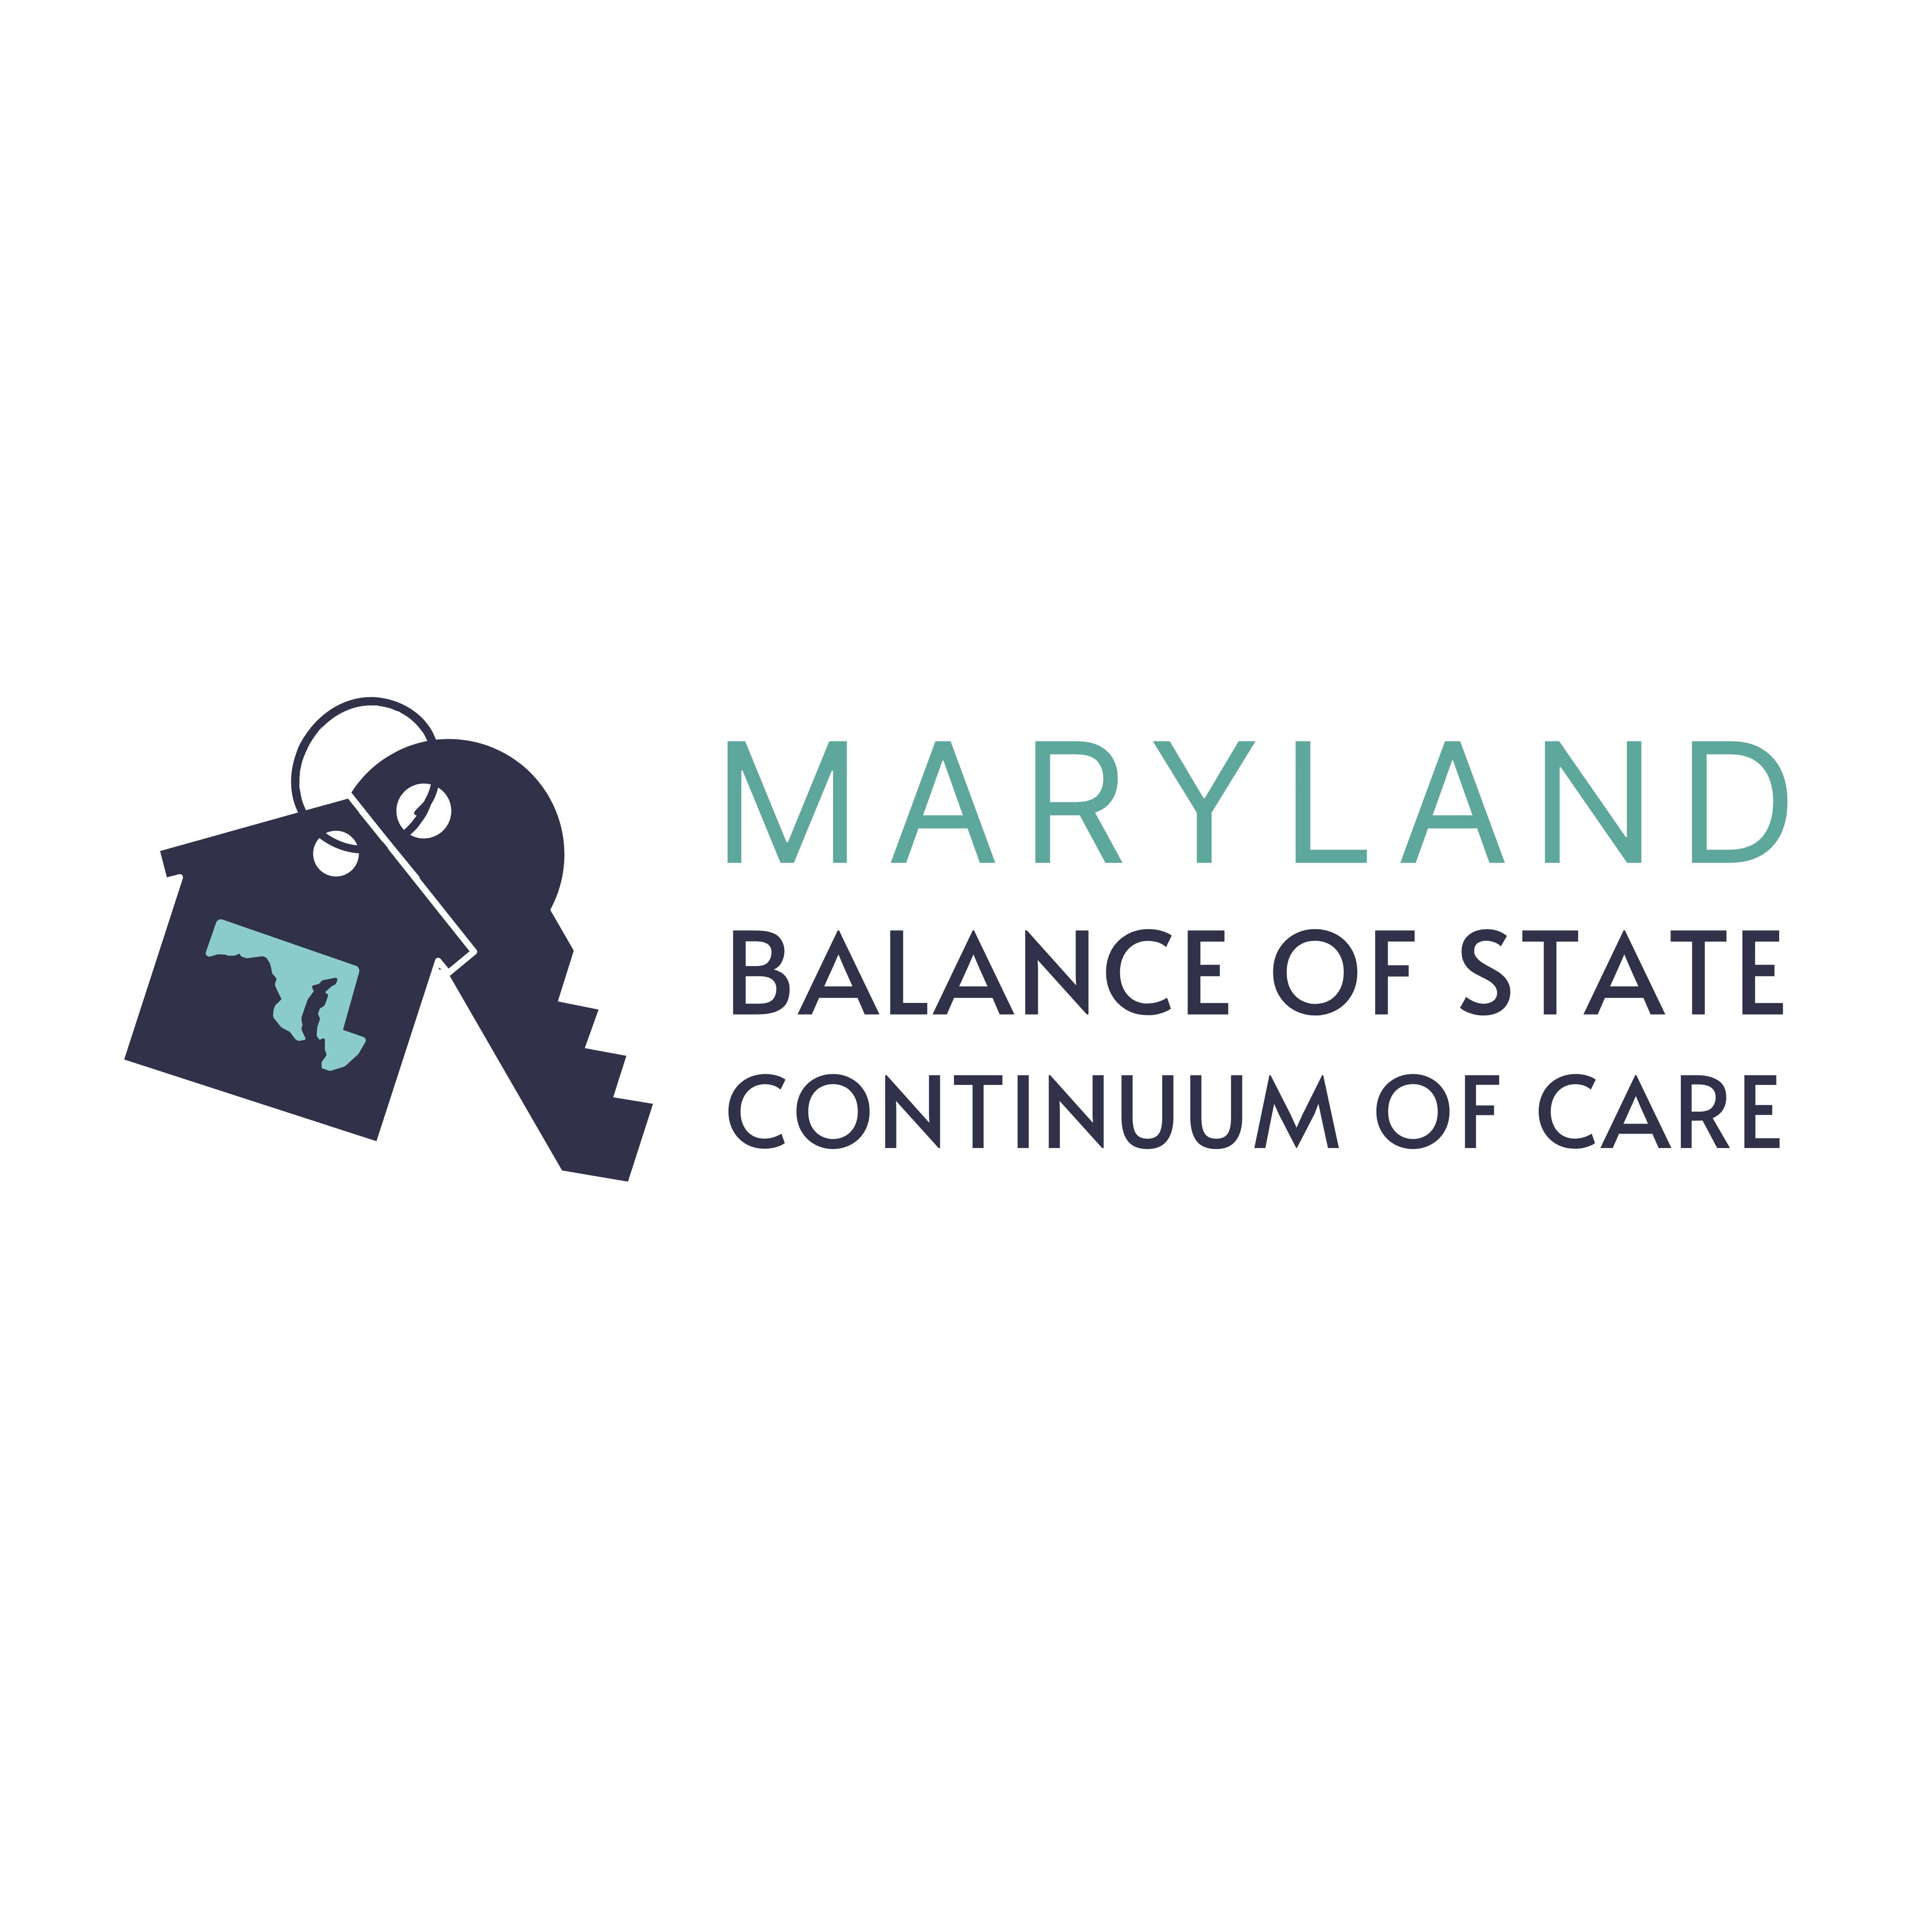 MARYLAND
BALANCE OF STATE
CONTINUUM OF CARE